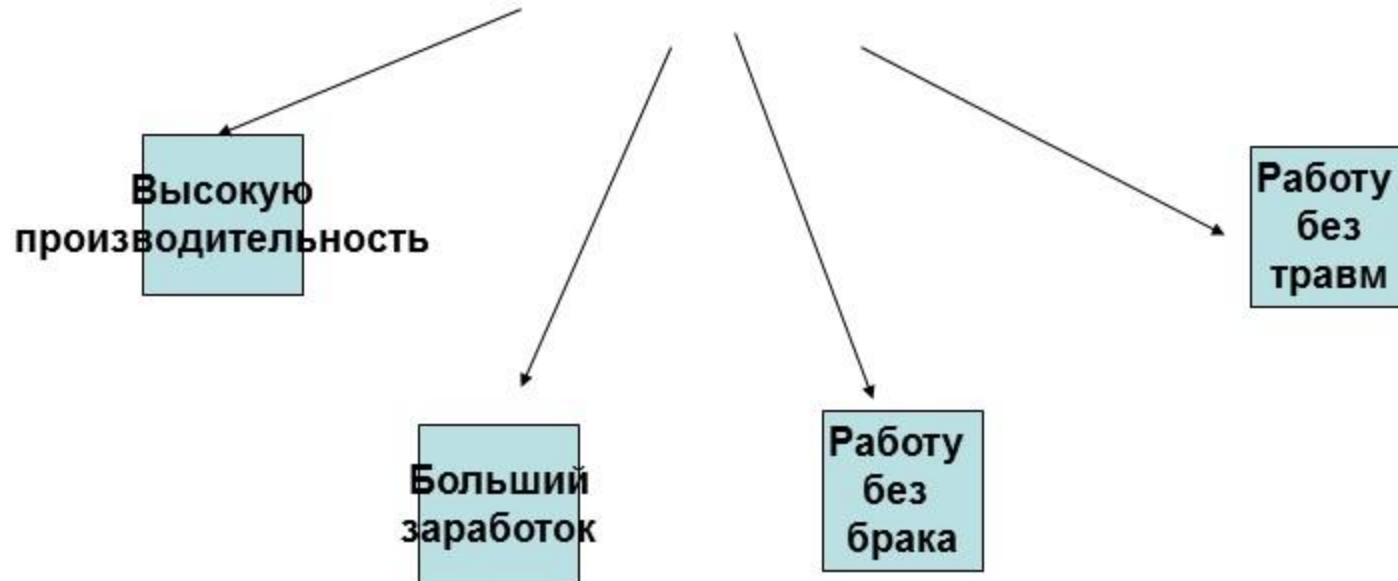 Высокую
производительность
Работу
без
травм
Больший
заработок
Работу
без
брака